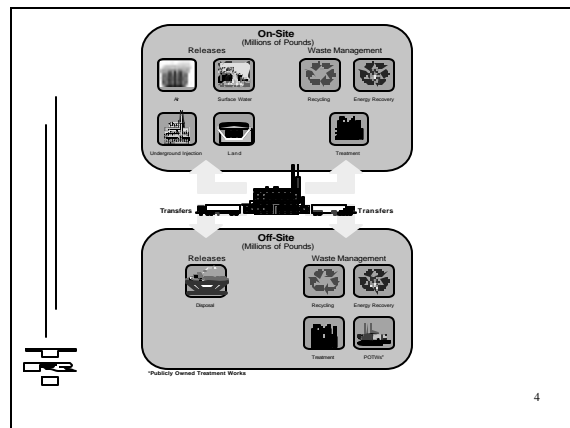 On-Site
(Millions of Pounds)
Releases
Waste Management
Air
Surface Water
Recycling
Energy Recovery
Underground Injection
Land
Treatment
Transfers
Transfers
Off-Site
(Millions of Pounds)
Releases
Waste Management
Disposal
Recycling
Energy Recovery
Treatment
POTWs*
*Publicly Owned Treatment Works
4